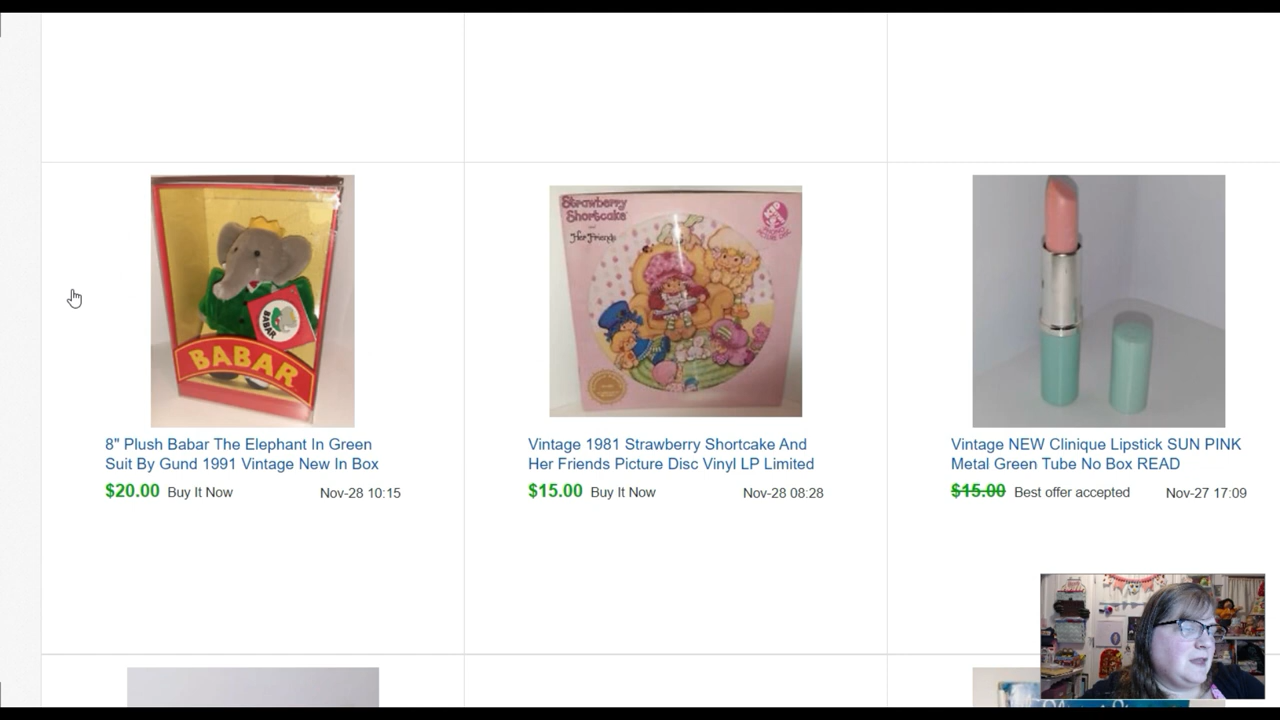 BABAR
BABAR
8" Plush Babar The Elephant In Green
Suit By Gund 1991 Vintage New In Box
$20.00 Buy It Now Nov-28 10:15
Strawberry
Shortcake
and
Her Friends
Vintage 1981 Strawberry Shortcake And
Her Friends Picture Disc Vinyl LP Limited
$15.00 Buy It Now Nov-28 08:28
Vintage NEW Clinique Lipstick SUN PINK
Metal Green Tube No Box READ
$15.00 Best offer accepted Nov-27 17:09